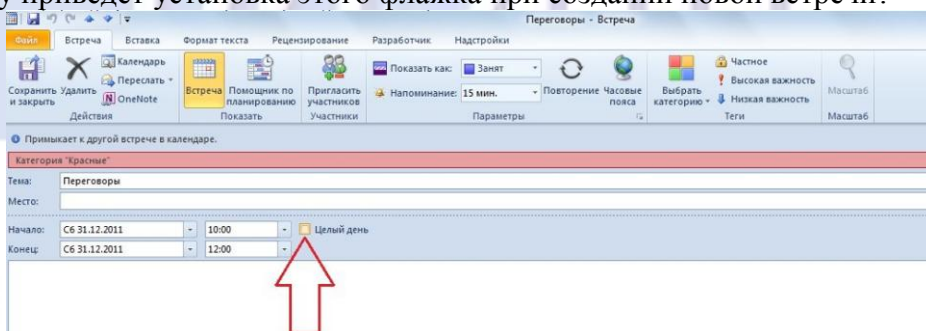 у приведет установка этого флажка при создании новой встречи?
Переговоры - Встреча
Файл Встреча Вставка Формат текста Рецензирование Разработчик Надстройки
Сохранить и закрыть
Удалить
Календарь
Переслать
OneNote
Действия
Встреча
Помощник по планированию
Показать
Пригласить участников
Участники
Показать как: Занят
Напоминание: 15 мин.
Повторение
Часовые пояса
Параметры
Выбрать категорию
Частное
Высокая важность
Низкая важность
Теги
Масштаб
Масштаб
Примыкает к другой встрече в календаре.
Категория "Красные"
Тема: Переговоры
Место:
Начало: Сб 31.12.2011 10:00 Целый день
Конец: Сб 31.12.2011 12:00